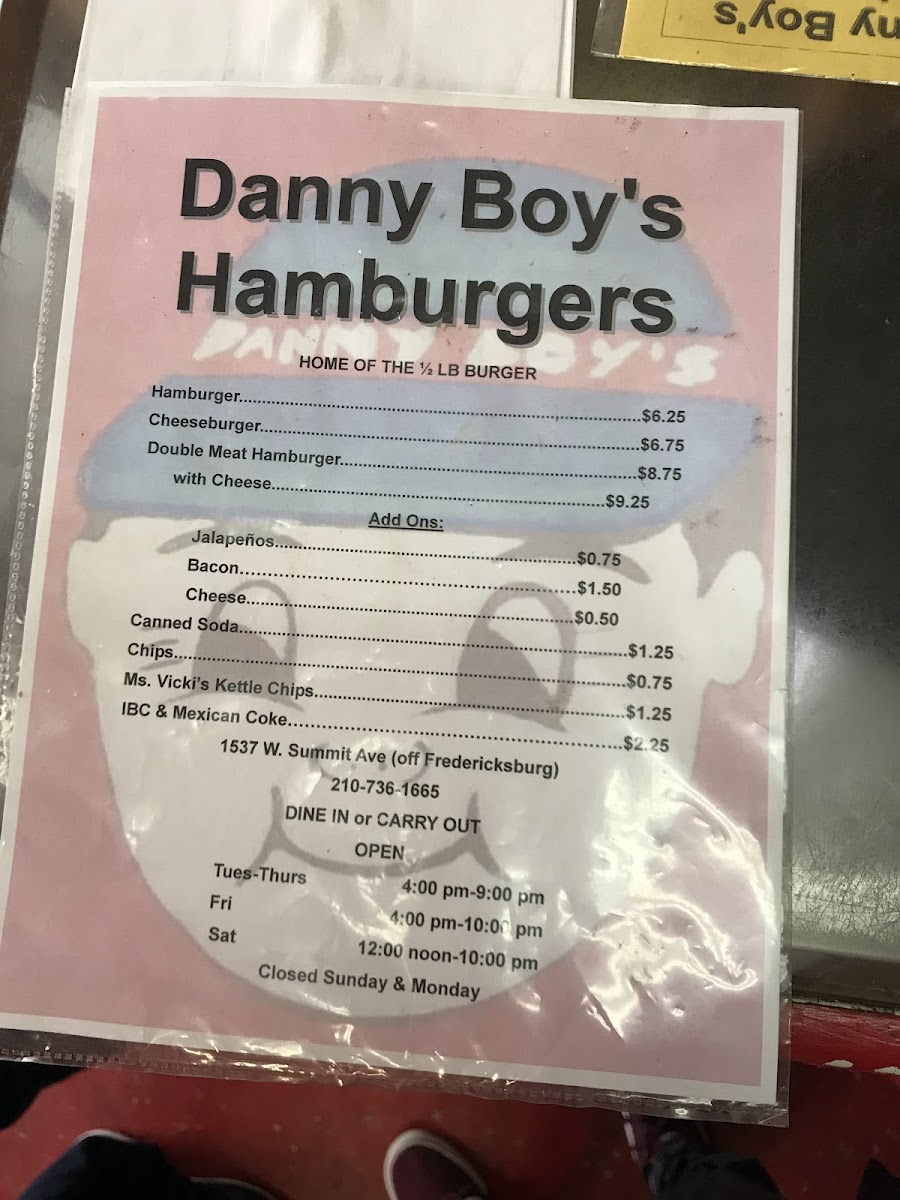 ny Boy's
Danny Boy's
Hamburgers
DANNY BOY'S
HOME OF THE ½ LB BURGER
Hamburger..........$6.25
Cheeseburger..........$6.75
Double Meat Hamburger..........$8.75
with Cheese..........$9.25
Add Ons:
Jalapeños..........$0.75
Bacon..........$1.50
Cheese..........$0.50
Canned Soda..........$1.25
Chips..........$0.75
Ms. Vicki's Kettle Chips..........$1.25
IBC & Mexican Coke..........$2.25
1537 W. Summit Ave (off Fredericksburg)
210-736-1665
DINE IN or CARRY OUT
OPEN
Tues-Thurs 4:00 pm-9:00 pm
Fri 4:00 pm-10:00 pm
Sat 12:00 noon-10:00 pm
Closed Sunday & Monday